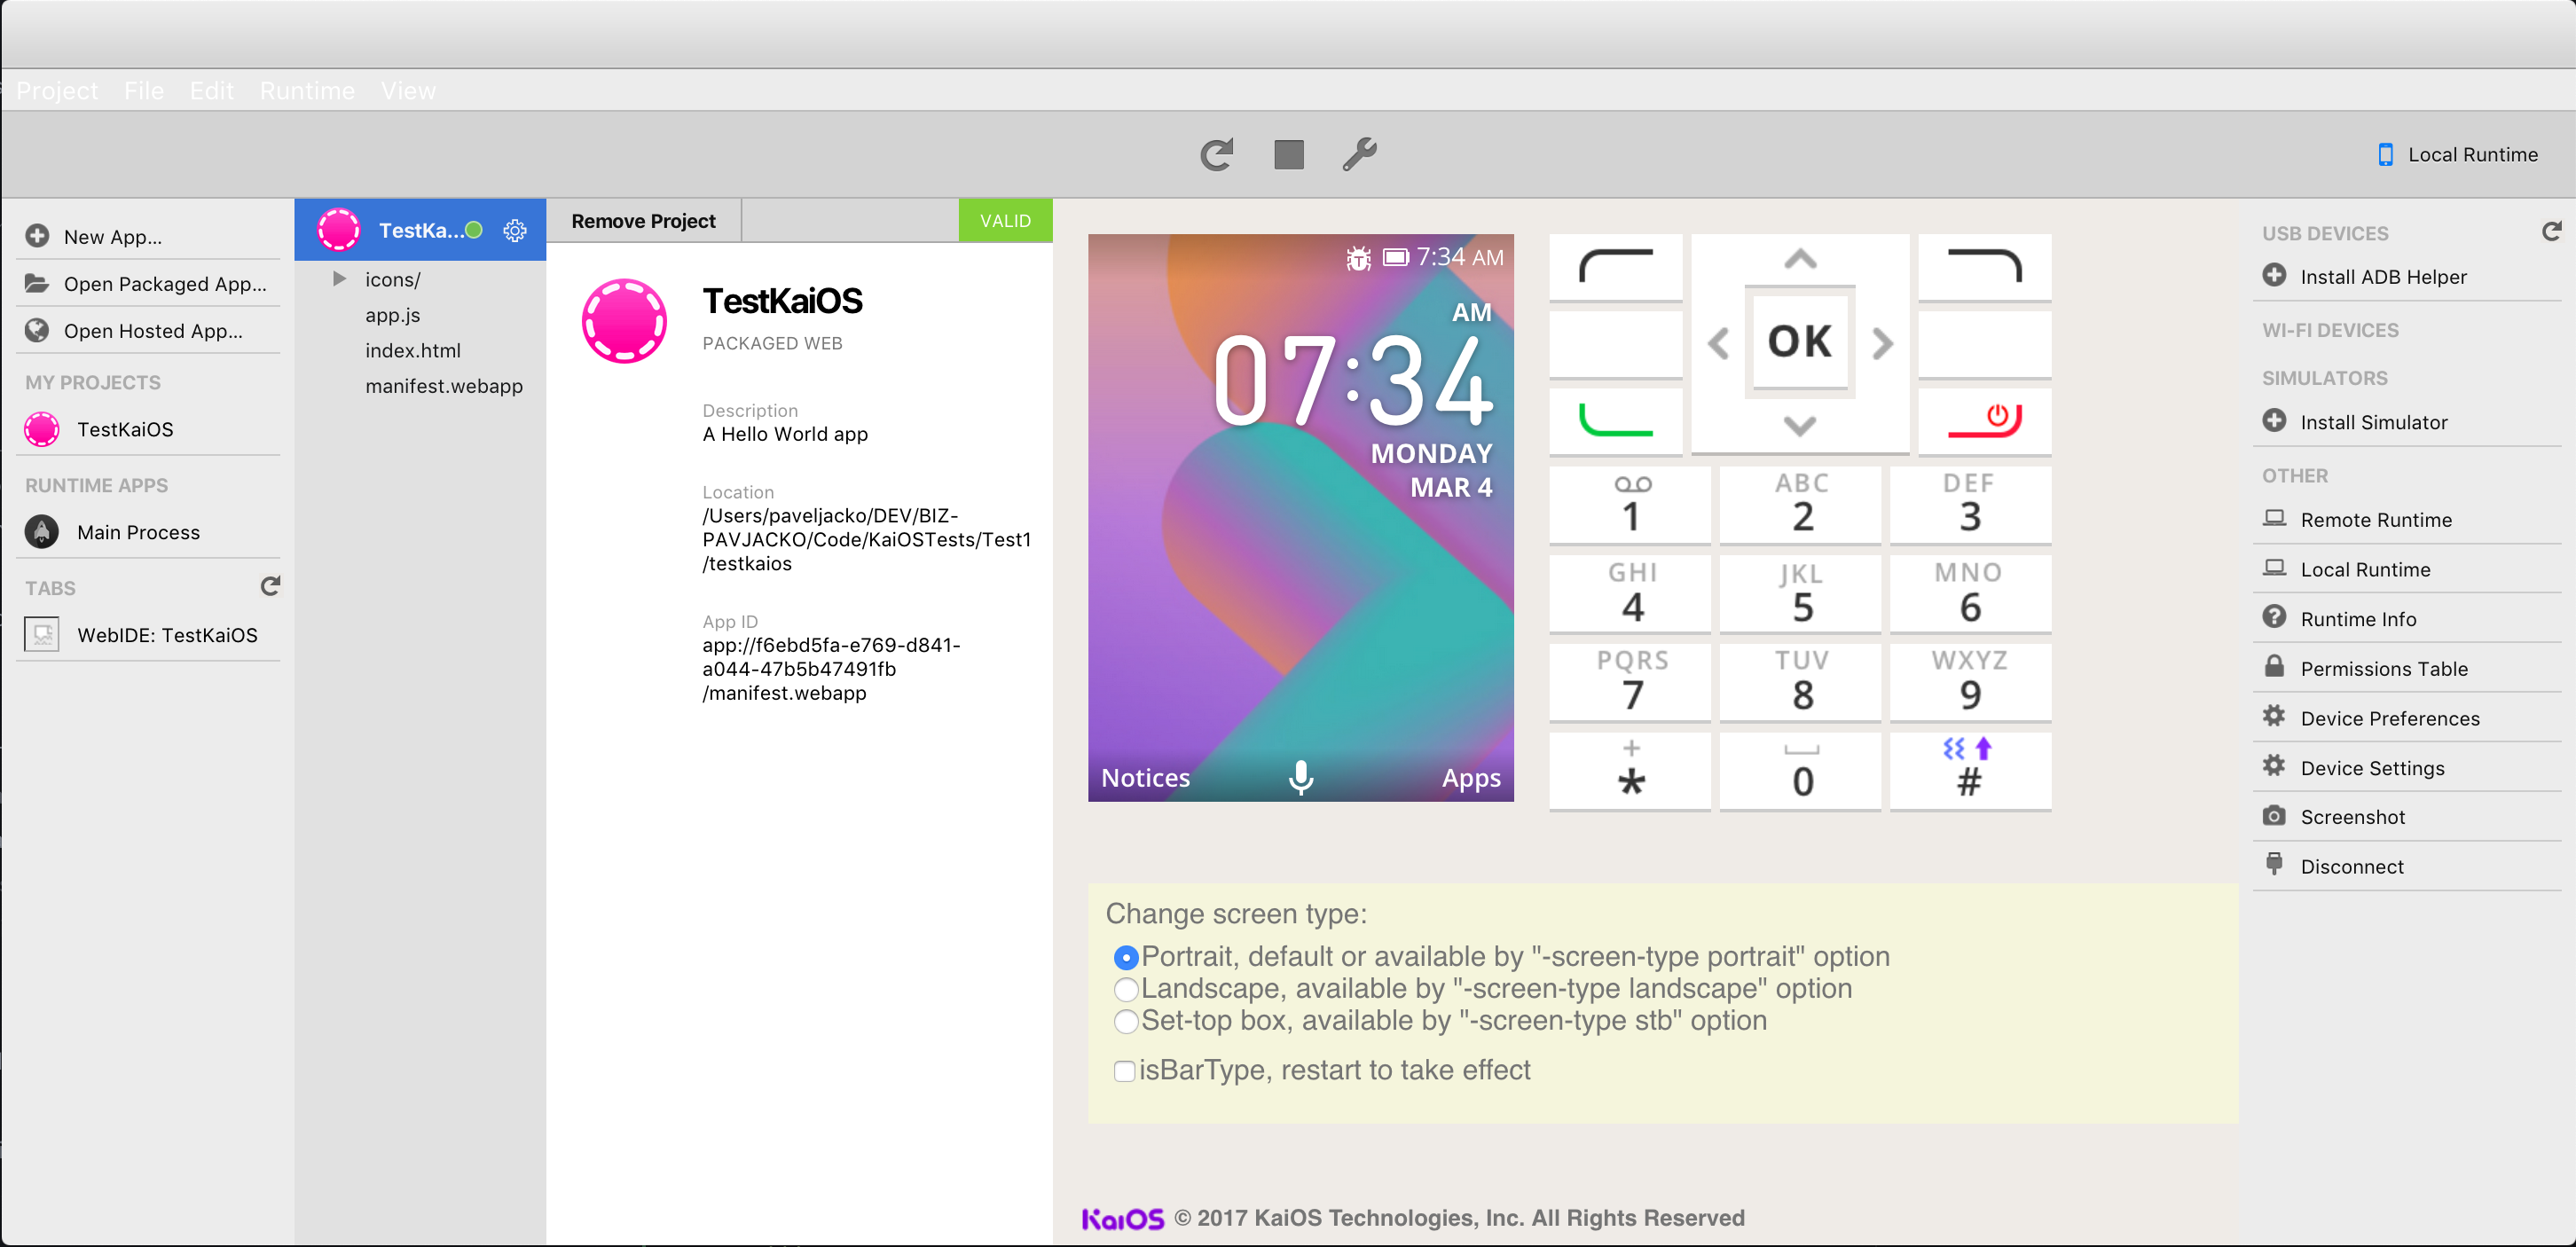 Project File Edit Runtime View
Local Runtime
New App...
Open Packaged App...
Open Hosted App...
MY PROJECTS
TestKaiOS
RUNTIME APPS
Main Process
TABS
WebIDE: TestKaiOS
TestKa...
icons/
app.js
index.html
manifest.webapp
Remove Project
VALID
TestKaiOS
PACKAGED WEB
Description
A Hello World app
Location
/Users/paveljacko/DEV/BIZ-
PAVJACKO/Code/KaiOSTests/Test1
/testkaios
App ID
app://f6ebd5fa-e769-d841-
a044-47b5b47491fb
/manifest.webapp
7:34 AM
AM
07:34
MONDAY
MAR 4
Notices
Apps
OK
1
ABC
2
DEF
3
GHI
4
JKL
5
MNO
6
PQRS
7
TUV
8
WXYZ
9
+
*
0
#
Change screen type:
Portrait, default or available by "-screen-type portrait" option
Landscape, available by "-screen-type landscape" option
Set-top box, available by "-screen-type stb" option
isBarType, restart to take effect
KaiOS © 2017 KaiOS Technologies, Inc. All Rights Reserved
USB DEVICES
Install ADB Helper
WI-FI DEVICES
SIMULATORS
Install Simulator
OTHER
Remote Runtime
Local Runtime
Runtime Info
Permissions Table
Device Preferences
Device Settings
Screenshot
Disconnect